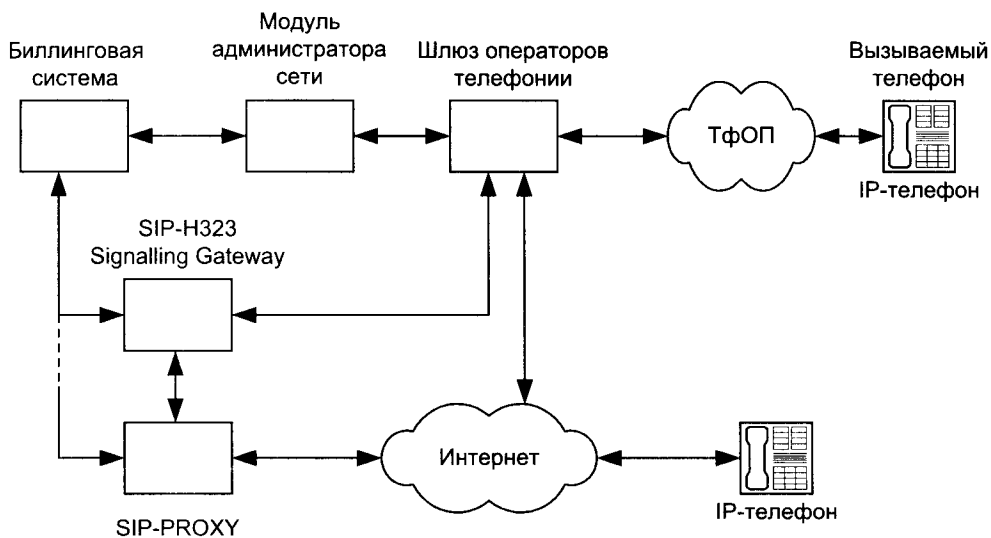 Биллинговая
система
Модуль
администратора
сети
Шлюз операторов
телефонии
Вызываемый
телефон
ТфОП
IP-телефон
SIP-H323
Signalling Gateway
Интернет
SIP-PROXY
IP-телефон